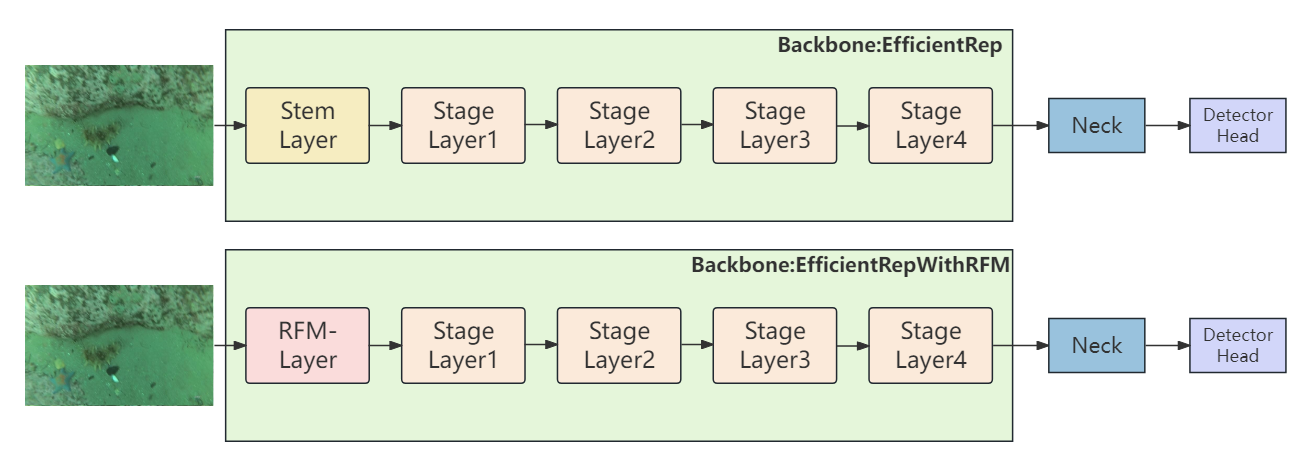 Backbone:EfficientRep
Stem
Layer
Stage
Layer1
Stage
Layer2
Stage
Layer3
Stage
Layer4
Neck
Detector
Head
Backbone:EfficientRepWithRFM
RFM-
Layer
Stage
Layer1
Stage
Layer2
Stage
Layer3
Stage
Layer4
Neck
Detector
Head